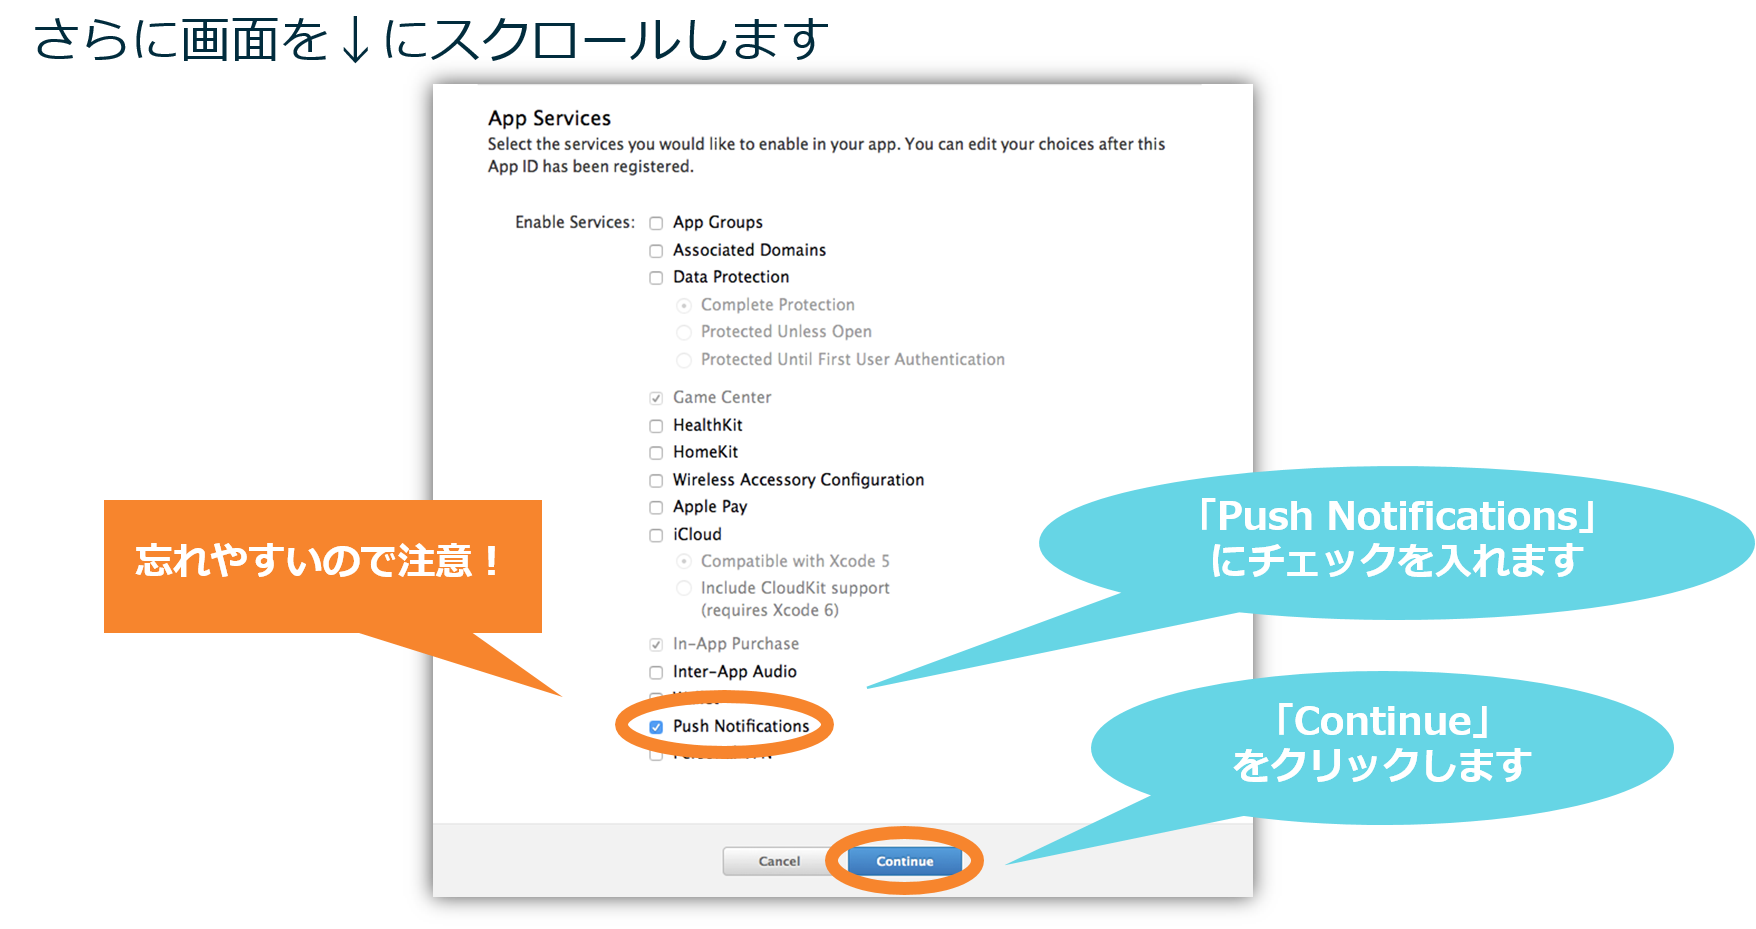 さらに画面を↓にスクロールします
App Services
Select the services you would like to enable in your app. You can edit your choices after this
App ID has been registered.
Enable Services:
App Groups
Associated Domains
Data Protection
Complete Protection
Protected Unless Open
Protected Until First User Authentication
Game Center
HealthKit
HomeKit
Wireless Accessory Configuration
Apple Pay
iCloud
Compatible with Xcode 5
Include CloudKit support
(requires Xcode 6)
In-App Purchase
Inter-App Audio
Push Notifications
忘れやすいので注意！
「Push Notifications」
にチェックを入れます
「Continue」
をクリックします
Cancel
Continue